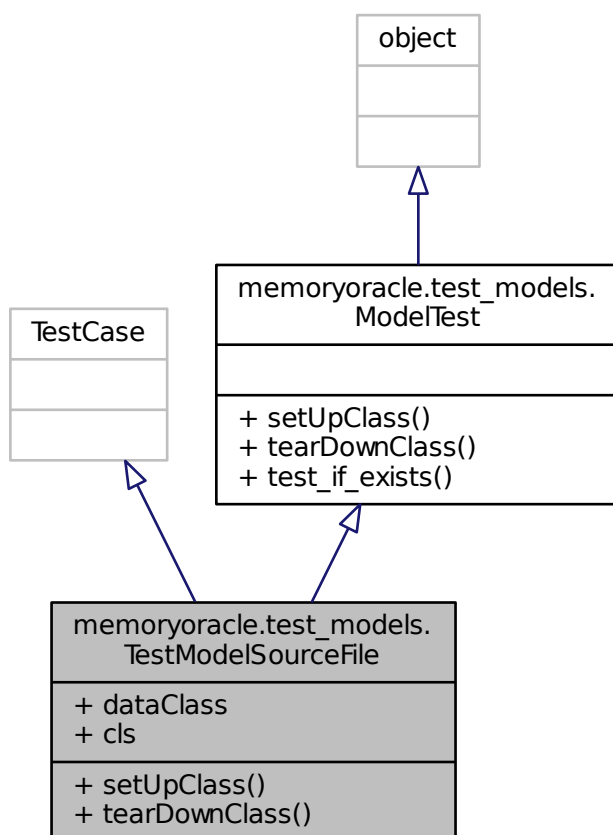 object
memoryoracle.test_models.
ModelTest
+ setUpClass()
+ tearDownClass()
+ test_if_exists()
TestCase
memoryoracle.test_models.
TestModelSourceFile
+ dataClass
+ cls
+ setUpClass()
+ tearDownClass()